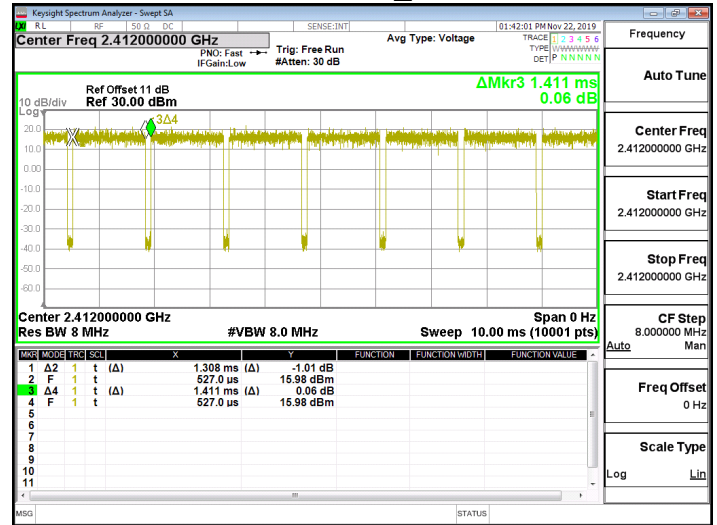 Keysight Spectrum Analyzer - Swept SA
LXI RL RF 50 Ω DC SENSE:INT 01:42:01 PM Nov 22, 2019
Center Freq 2.412000000 GHz
PNO: Fast
IFGain:Low
Trig: Free Run
#Atten: 30 dB
Avg Type: Voltage
TRACE 1 2 3 4 5 6
TYPE WWWWWW
DET P NNNNN
Frequency
Ref Offset 11 dB
10 dB/div Ref 30.00 dBm
ΔMkr3 1.411 ms
0.06 dB
Log
3Δ4
20.0
10.0
0.00
-10.0
-20.0
-30.0
-40.0
-50.0
-60.0
Center 2.412000000 GHz Span 0 Hz
Res BW 8 MHz #VBW 8.0 MHz Sweep 10.00 ms (10001 pts)
MKR MODE TRC SCL X Y FUNCTION FUNCTION WIDTH FUNCTION VALUE
1 Δ2 1 t (Δ) 1.308 ms (Δ) -1.01 dB
2 F 1 t 527.0 µs 15.98 dBm
3 Δ4 1 t (Δ) 1.411 ms (Δ) 0.06 dB
4 F 1 t 527.0 µs 15.98 dBm
5
6
7
8
9
10
11
Auto Tune
Center Freq
2.412000000 GHz
Start Freq
2.412000000 GHz
Stop Freq
2.412000000 GHz
CF Step
8.000000 MHz
Auto Man
Freq Offset
0 Hz
Scale Type
Log Lin
MSG STATUS